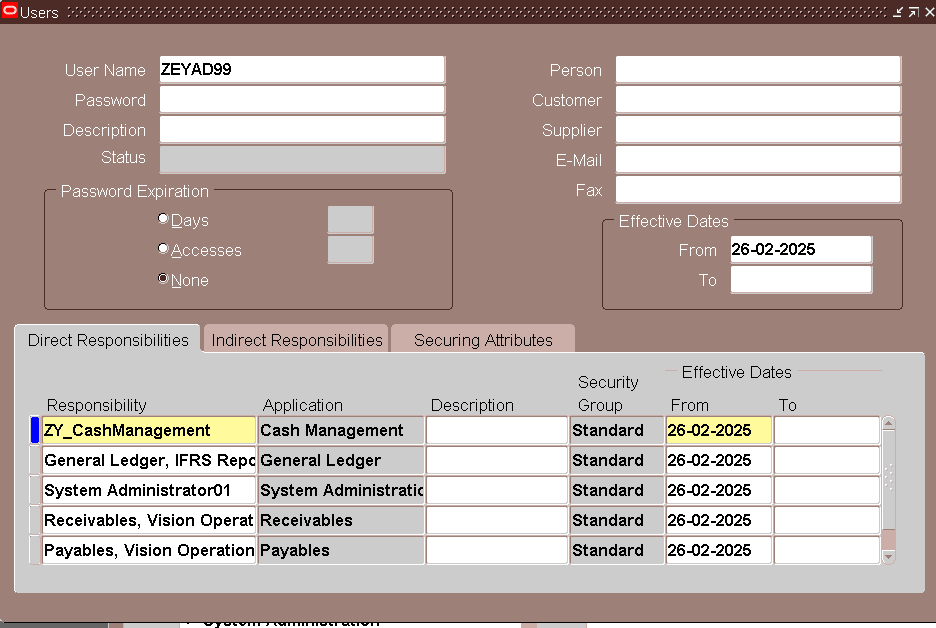 Users
User Name ZEYAD99
Password
Description
Status
Person
Customer
Supplier
E-Mail
Fax
Password Expiration
Days
Accesses
None
Effective Dates
From 26-02-2025
To
Direct Responsibilities Indirect Responsibilities Securing Attributes
Effective Dates
Security
Responsibility Application Description Group From To
ZY_CashManagement Cash Management Standard 26-02-2025
General Ledger, IFRS Repo General Ledger Standard 26-02-2025
System Administrator01 System Administratio Standard 26-02-2025
Receivables, Vision Operat Receivables Standard 26-02-2025
Payables, Vision Operation Payables Standard 26-02-2025
System Administration